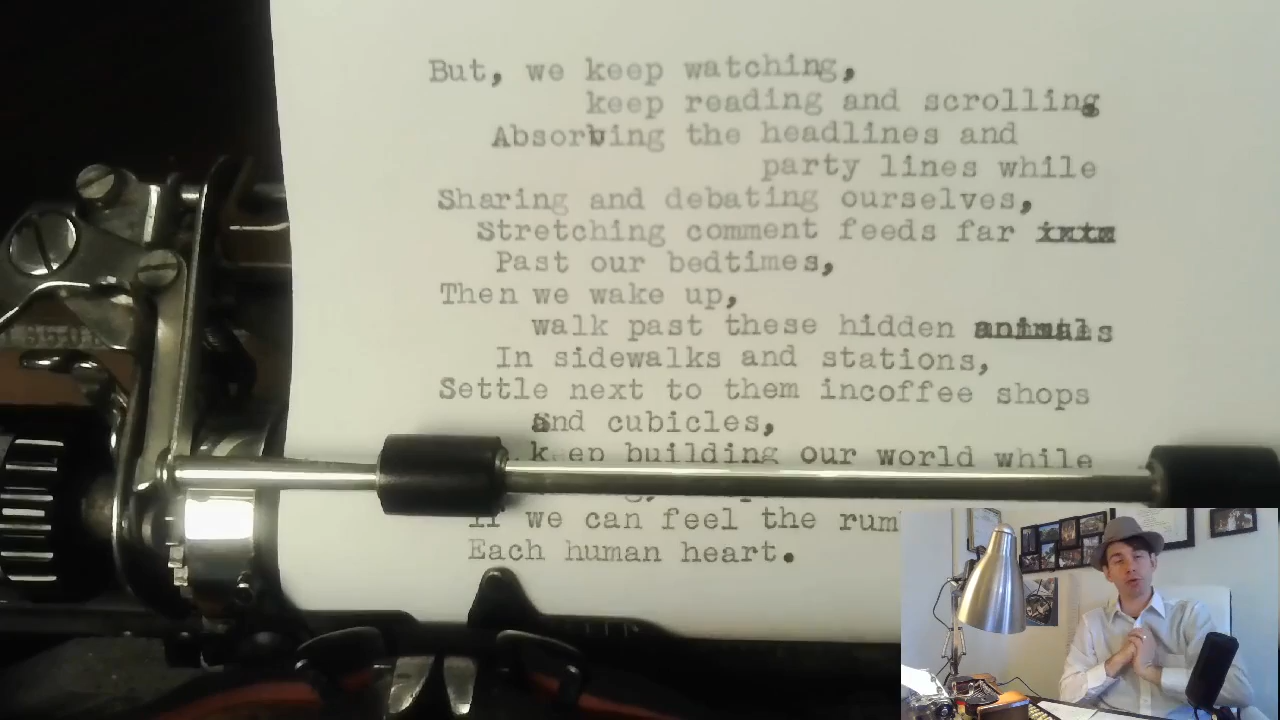 But, we keep watching,
keep reading and scrolling
Absorbing the headlines and
party lines while
Sharing and debating ourselves,
Stretching comment feeds far
Past our bedtimes,
Then we wake up,
walk past these hidden animals
In sidewalks and stations,
Settle next to them incoffee shops
and cubicles,
keep building our world while
If we can feel the
Each human heart.